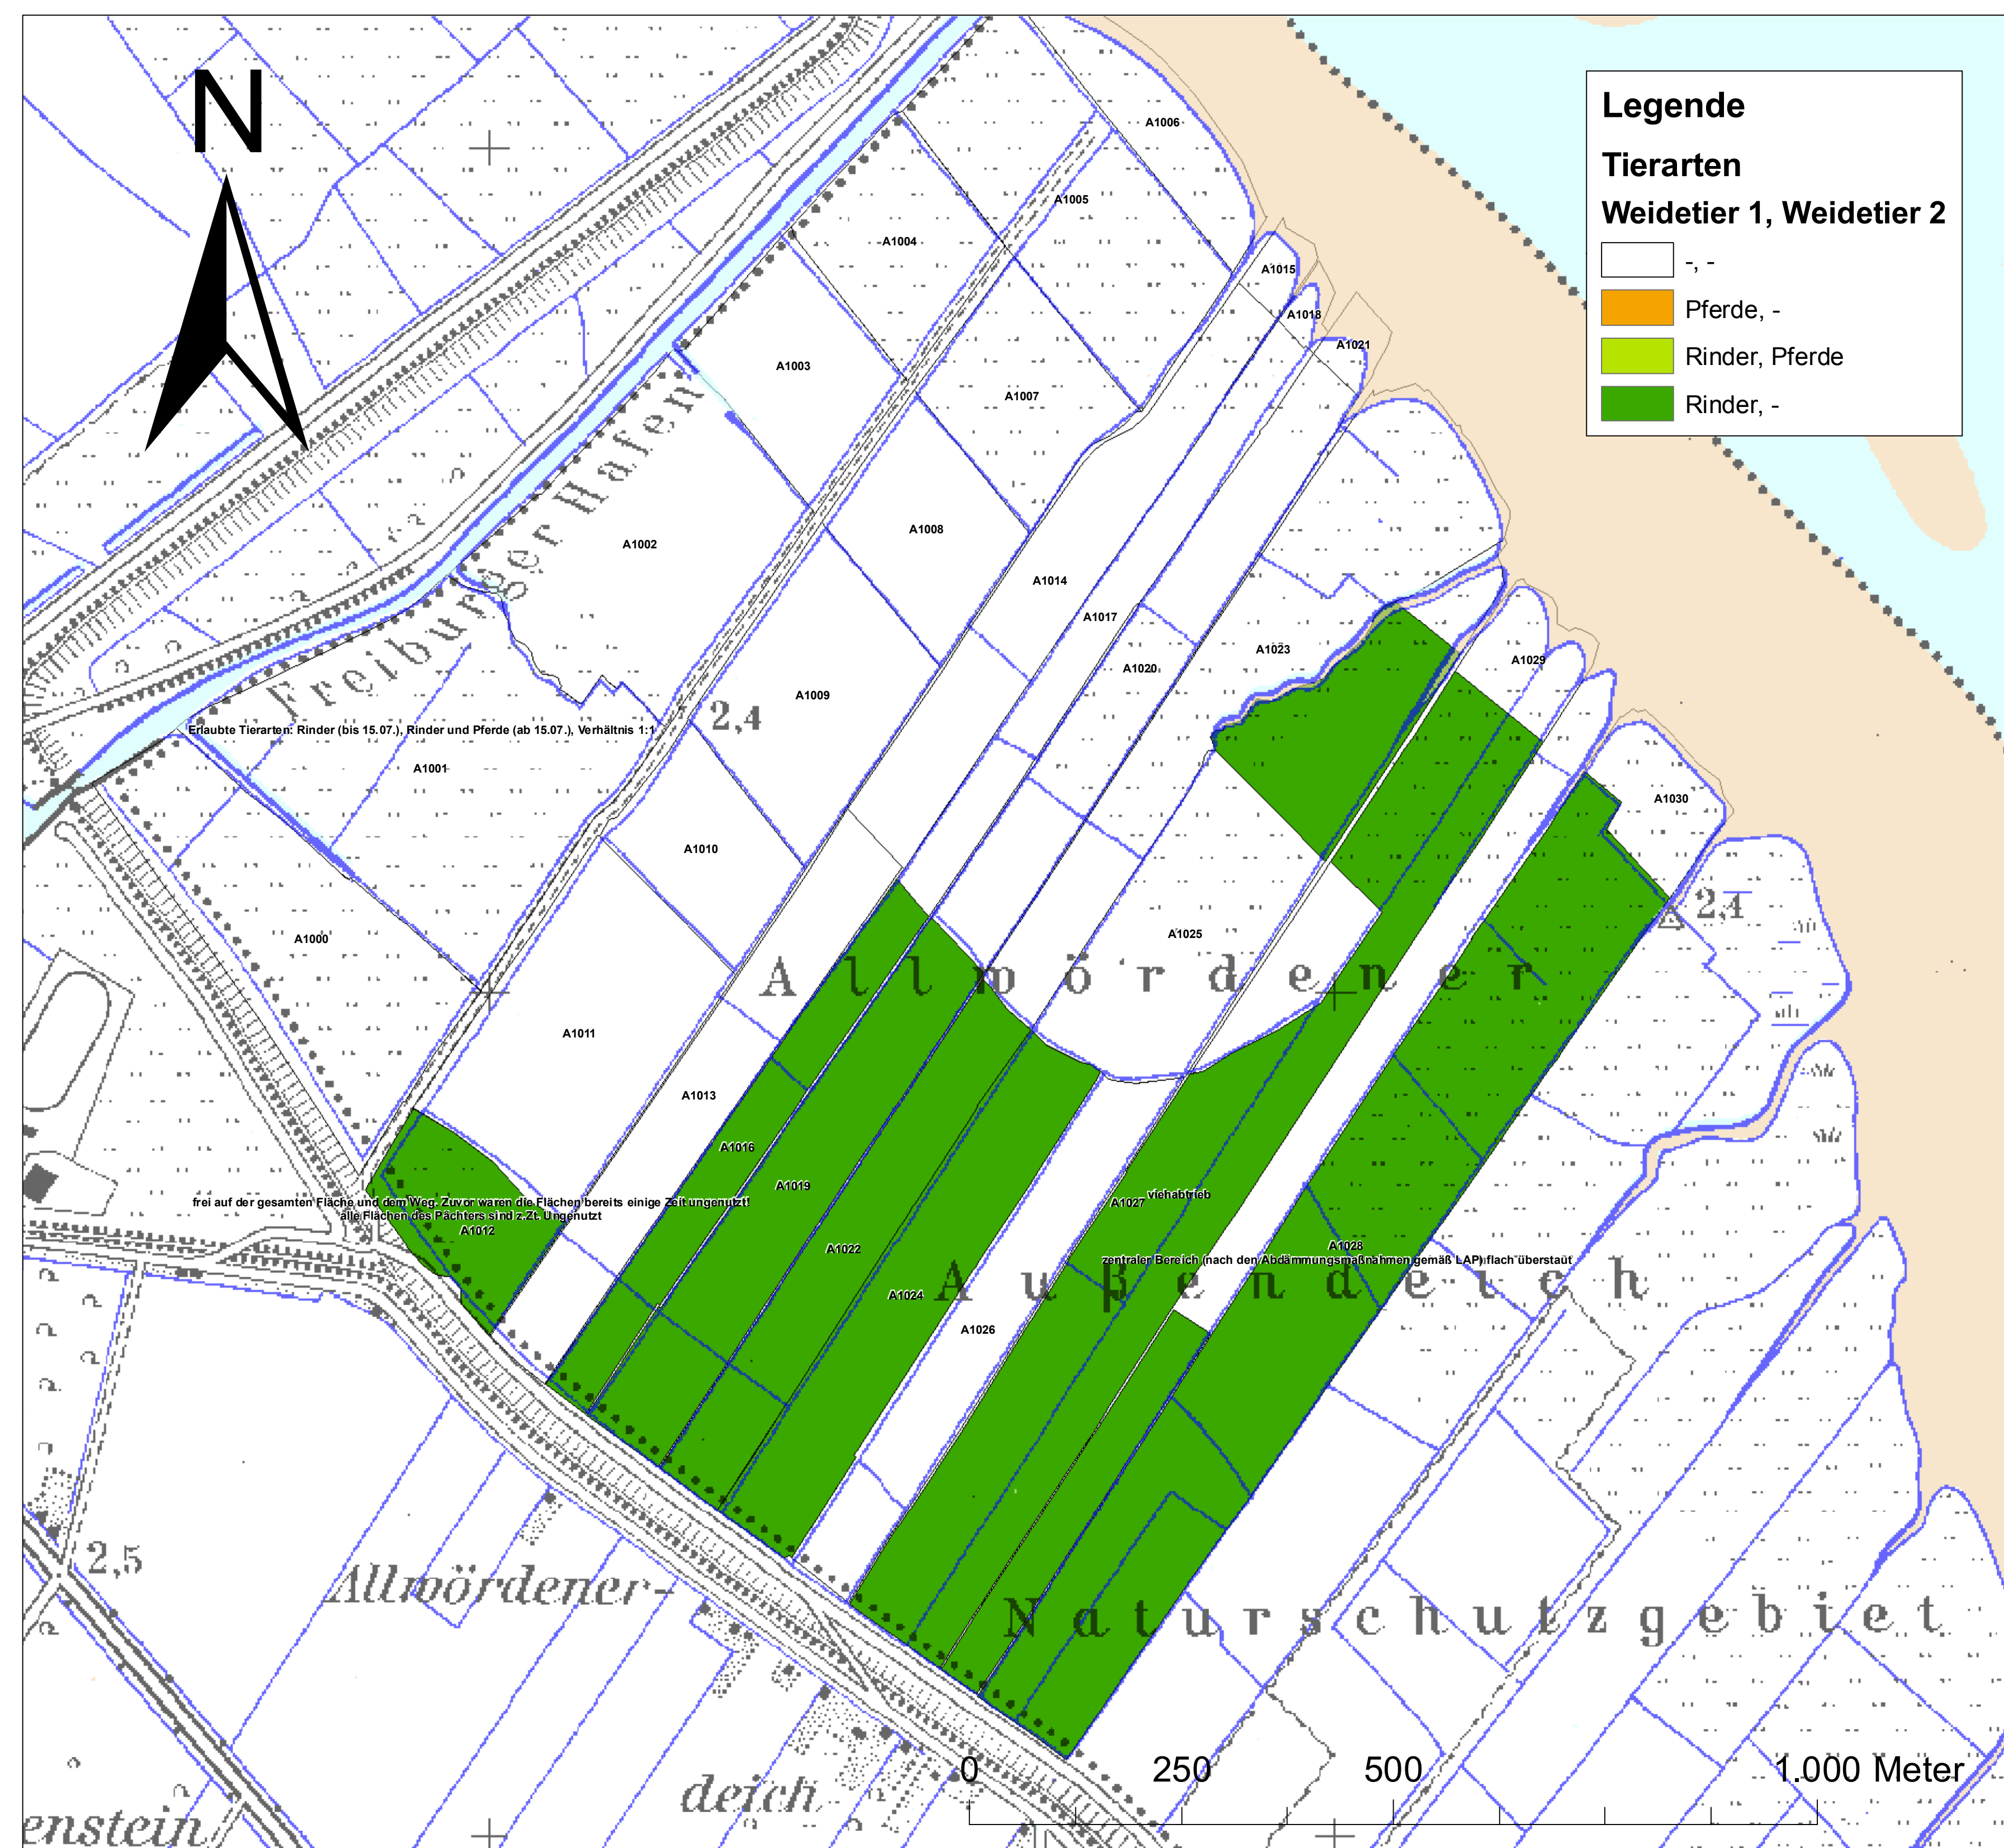 N
Legende
Tierarten
Weidetier 1, Weidetier 2
-, -
Pferde, -
Rinder, Pferde
Rinder, -
A1006
A1005
A1004
A1015
A1018
A1021
A1003
A1007
Freiburger Hafen
A1002
A1008
A1014
A1017
A1023
A1029
A1020
A1009
2,4
Erlaubte Tierarten: Rinder (bis 15.07.), Rinder und Pferde (ab 15.07.), Verhältnis 1:1
A1001
A1030
A1010
2,4
A1000
A1025
Allwördener
A1011
A1013
A1016
A1019
viehabtrieb
A1027
frei auf der gesamten Fläche und dem Weg. Zuvor waren die Flächen bereits einige Zeit ungenutzt!
alle Flächen des Pächters sind z.Zt. Ungenutzt
A1012
A1022
A1028
zentraler Bereich (nach den Abdämmungsmaßnahmen gemäß LAP) flach überstaut
A1024
Außendeich
A1026
2,5
Allwördener-
Naturschutzgebiet
deich
enstein
0 250 500 1.000 Meter